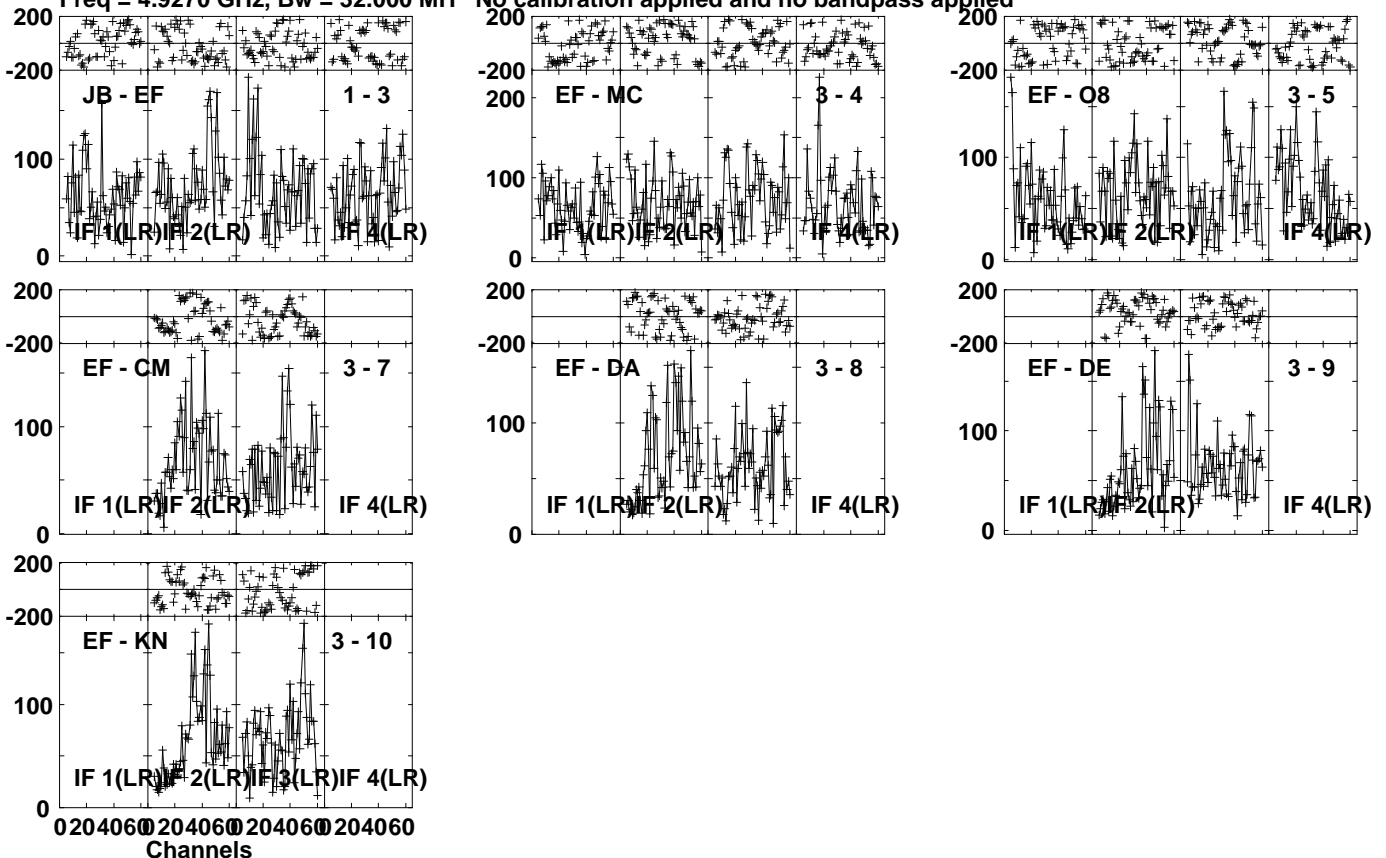 Freq = 4.9270 GHz, Bw = 32.000 MH No calibration applied and no bandpass applied
200
-200
JB - EF 1 - 3
100
IF 1(LR) IF 2(LR) IF 4(LR)
0
200
-200
EF - MC 3 - 4
200
100
IF 1(LR) IF 2(LR) IF 4(LR)
0
200
-200
EF - O8 3 - 5
100
IF 1(LR) IF 2(LR) IF 4(LR)
0
200
-200
EF - CM 3 - 7
100
IF 1(LR) IF 2(LR) IF 4(LR)
0
200
-200
EF - DA 3 - 8
100
IF 1(LR) IF 2(LR) IF 4(LR)
0
200
-200
EF - DE 3 - 9
100
IF 1(LR) IF 2(LR) IF 4(LR)
0
200
-200
EF - KN 3 - 10
100
IF 1(LR) IF 2(LR) IF 3(LR) IF 4(LR)
0
0 20 40 60 0 20 40 60 0 20 40 60 0 20 40 60
Channels